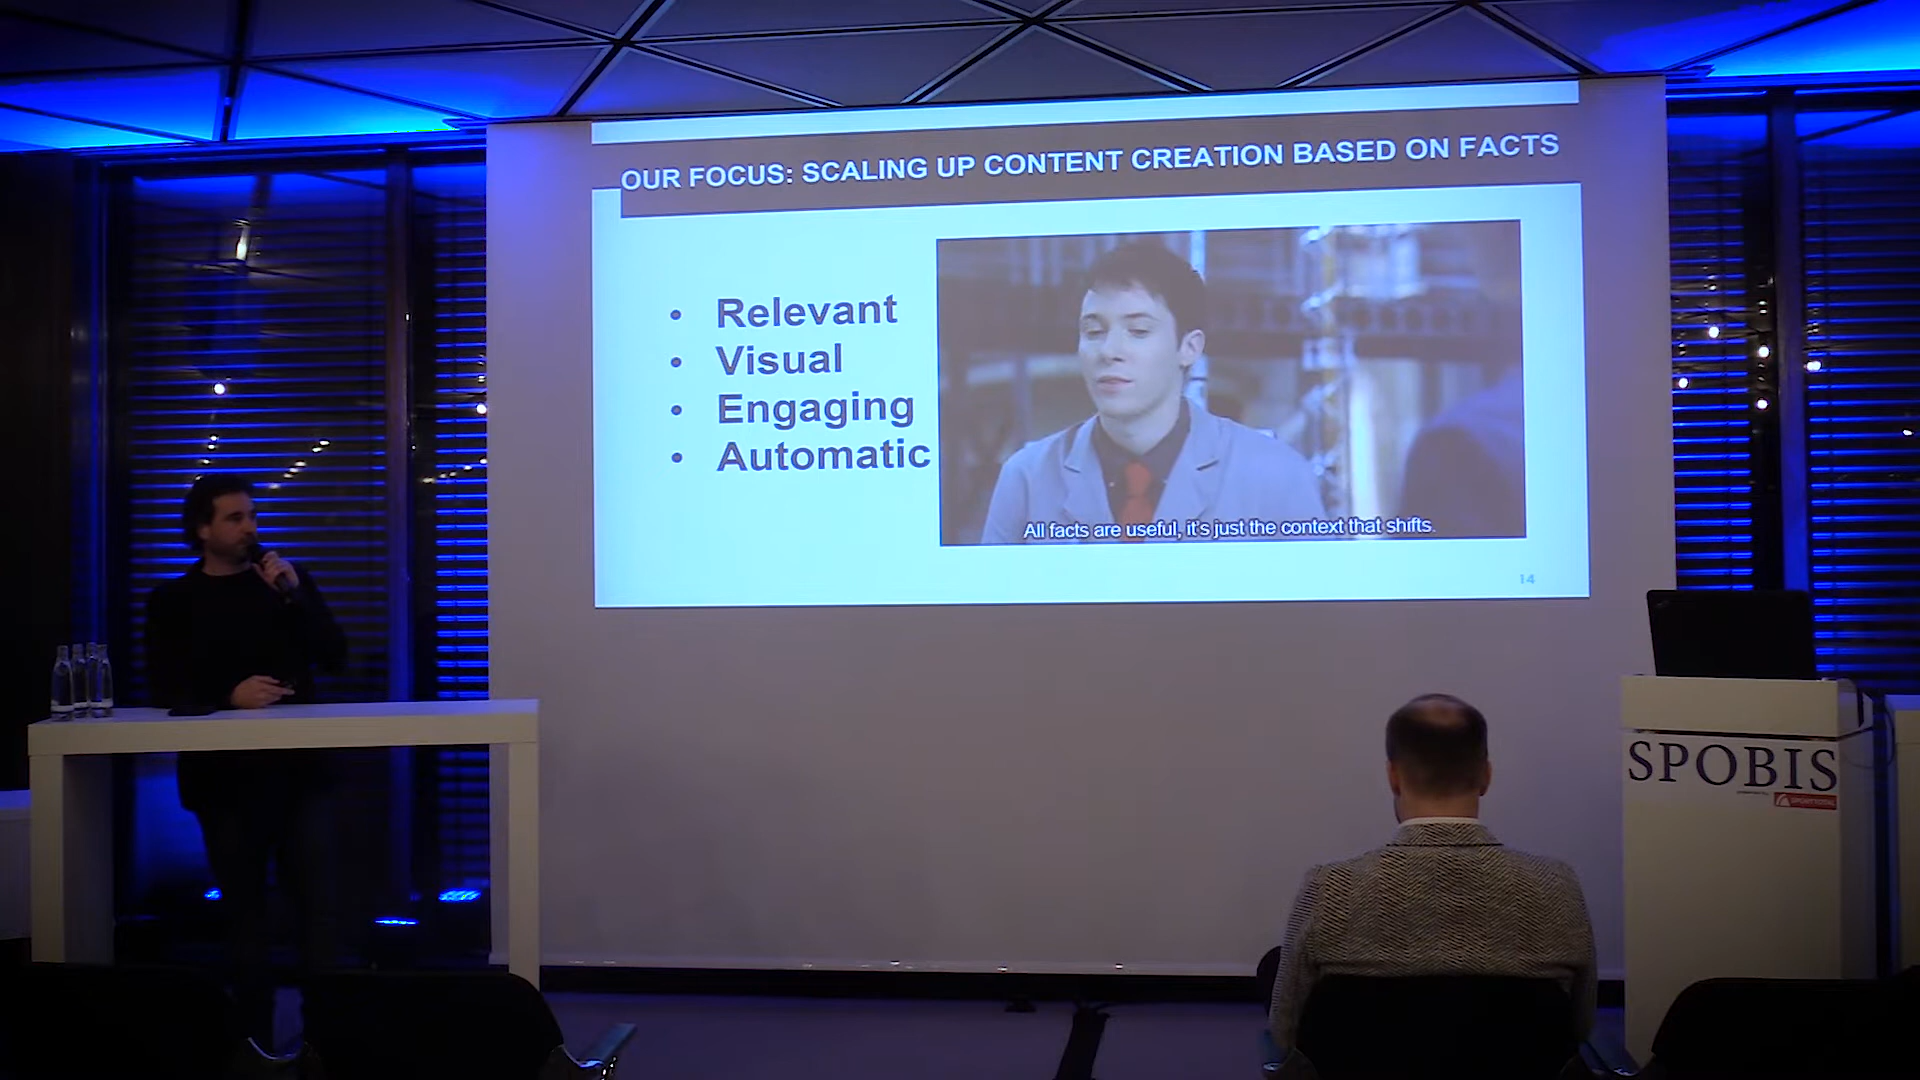 OUR FOCUS: SCALING UP CONTENT CREATION BASED ON FACTS
• Relevant
• Visual
• Engaging
• Automatic
All facts are useful, it's just the context that shifts.
14
SPOBIS